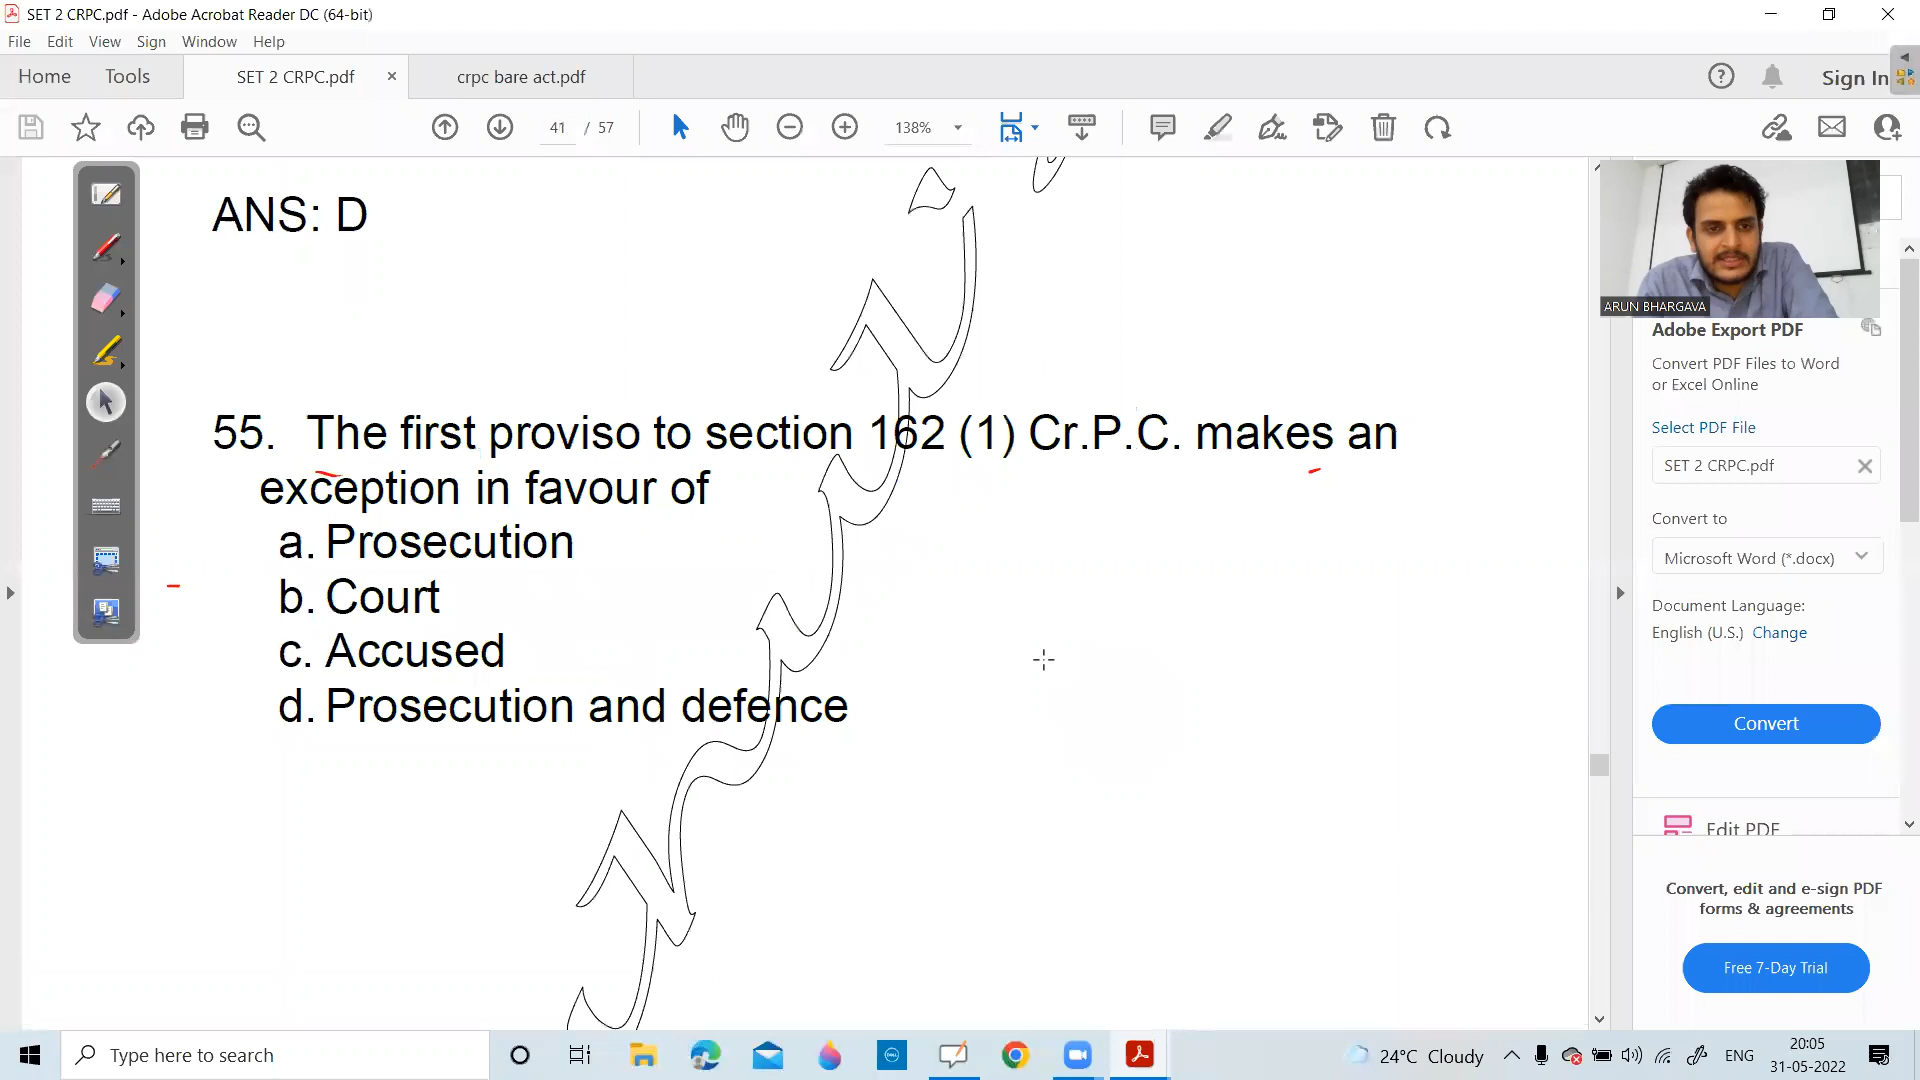 SET 2 CRPC.pdf - Adobe Acrobat Reader DC (64-bit)
File Edit View Sign Window Help
Home Tools SET 2 CRPC.pdf × crpc bare act.pdf ? Sign In
41 / 57 138%
ANS: D
55. The first proviso to section 162 (1) Cr.P.C. makes an
exception in favour of
a. Prosecution
b. Court
c. Accused
d. Prosecution and defence
ARUN BHARGAVA
Adobe Export PDF
Convert PDF Files to Word
or Excel Online
Select PDF File
SET 2 CRPC.pdf
Convert to
Microsoft Word (*.docx)
Document Language:
English (U.S.) Change
Convert
Edit PDF
Convert, edit and e-sign PDF
forms & agreements
Free 7-Day Trial
Type here to search
DELL
24°C Cloudy
ENG
20:05
31-05-2022